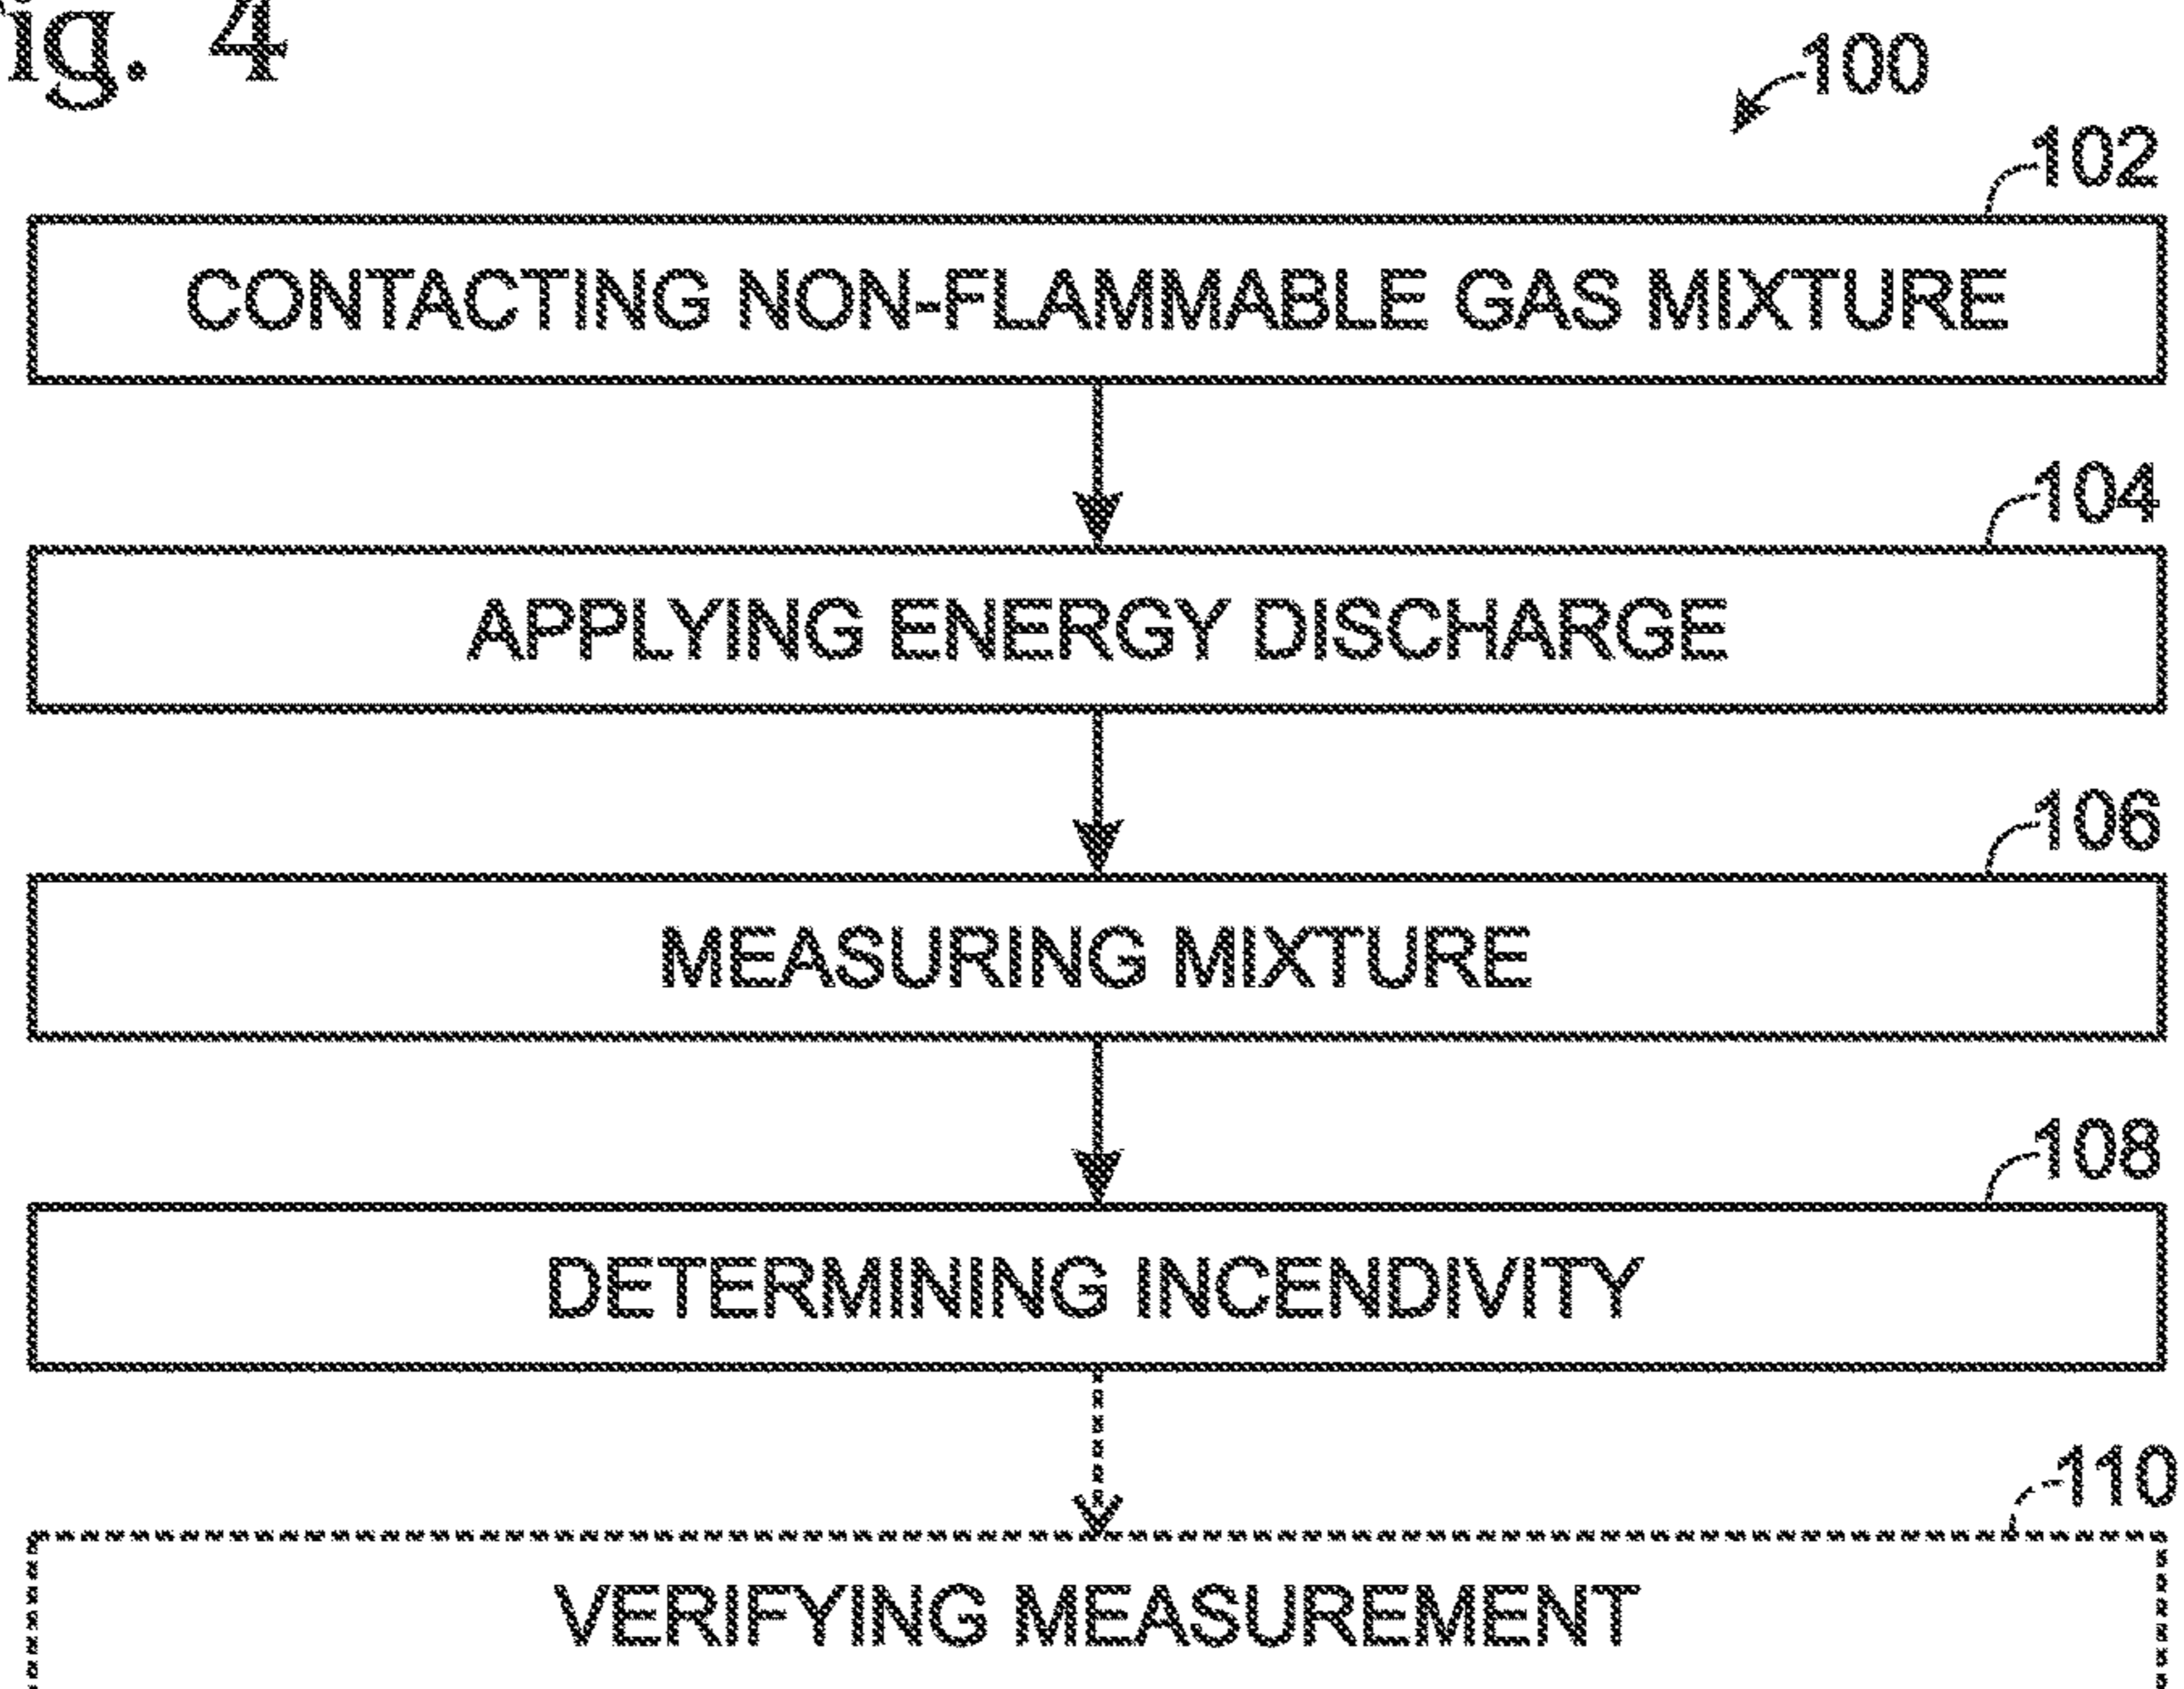 ig. 4
100
102
CONTACTING NON-FLAMMABLE GAS MIXTURE
104
APPLYING ENERGY DISCHARGE
106
MEASURING MIXTURE
108
DETERMINING INCENDIVITY
110
VERIFYING MEASUREMENT